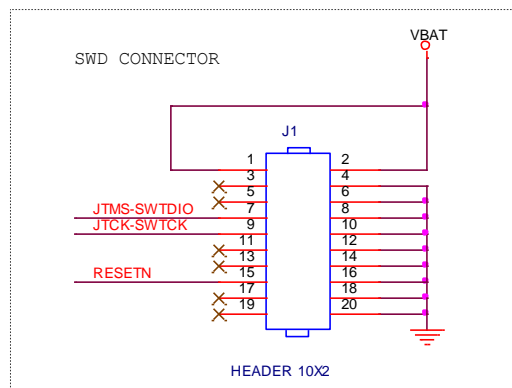 VBAT
SWD CONNECTOR
J1
1 2
3 4
5 6
JTMS-SWTDIO 7 8
JTCK-SWTCK 9 10
11 12
13 14
RESETN 15 16
17 18
19 20
HEADER 10X2